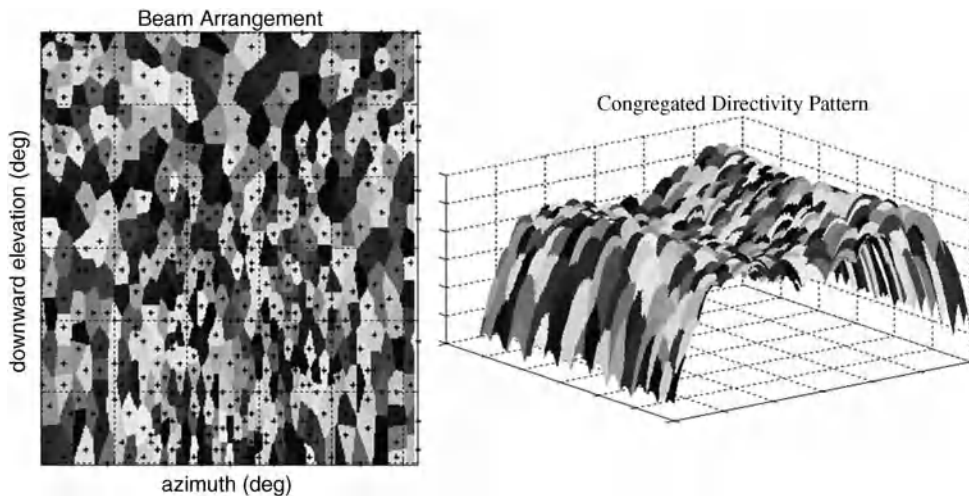 Beam Arrangement
downward elevation (deg)
azimuth (deg)
Congregated Directivity Pattern